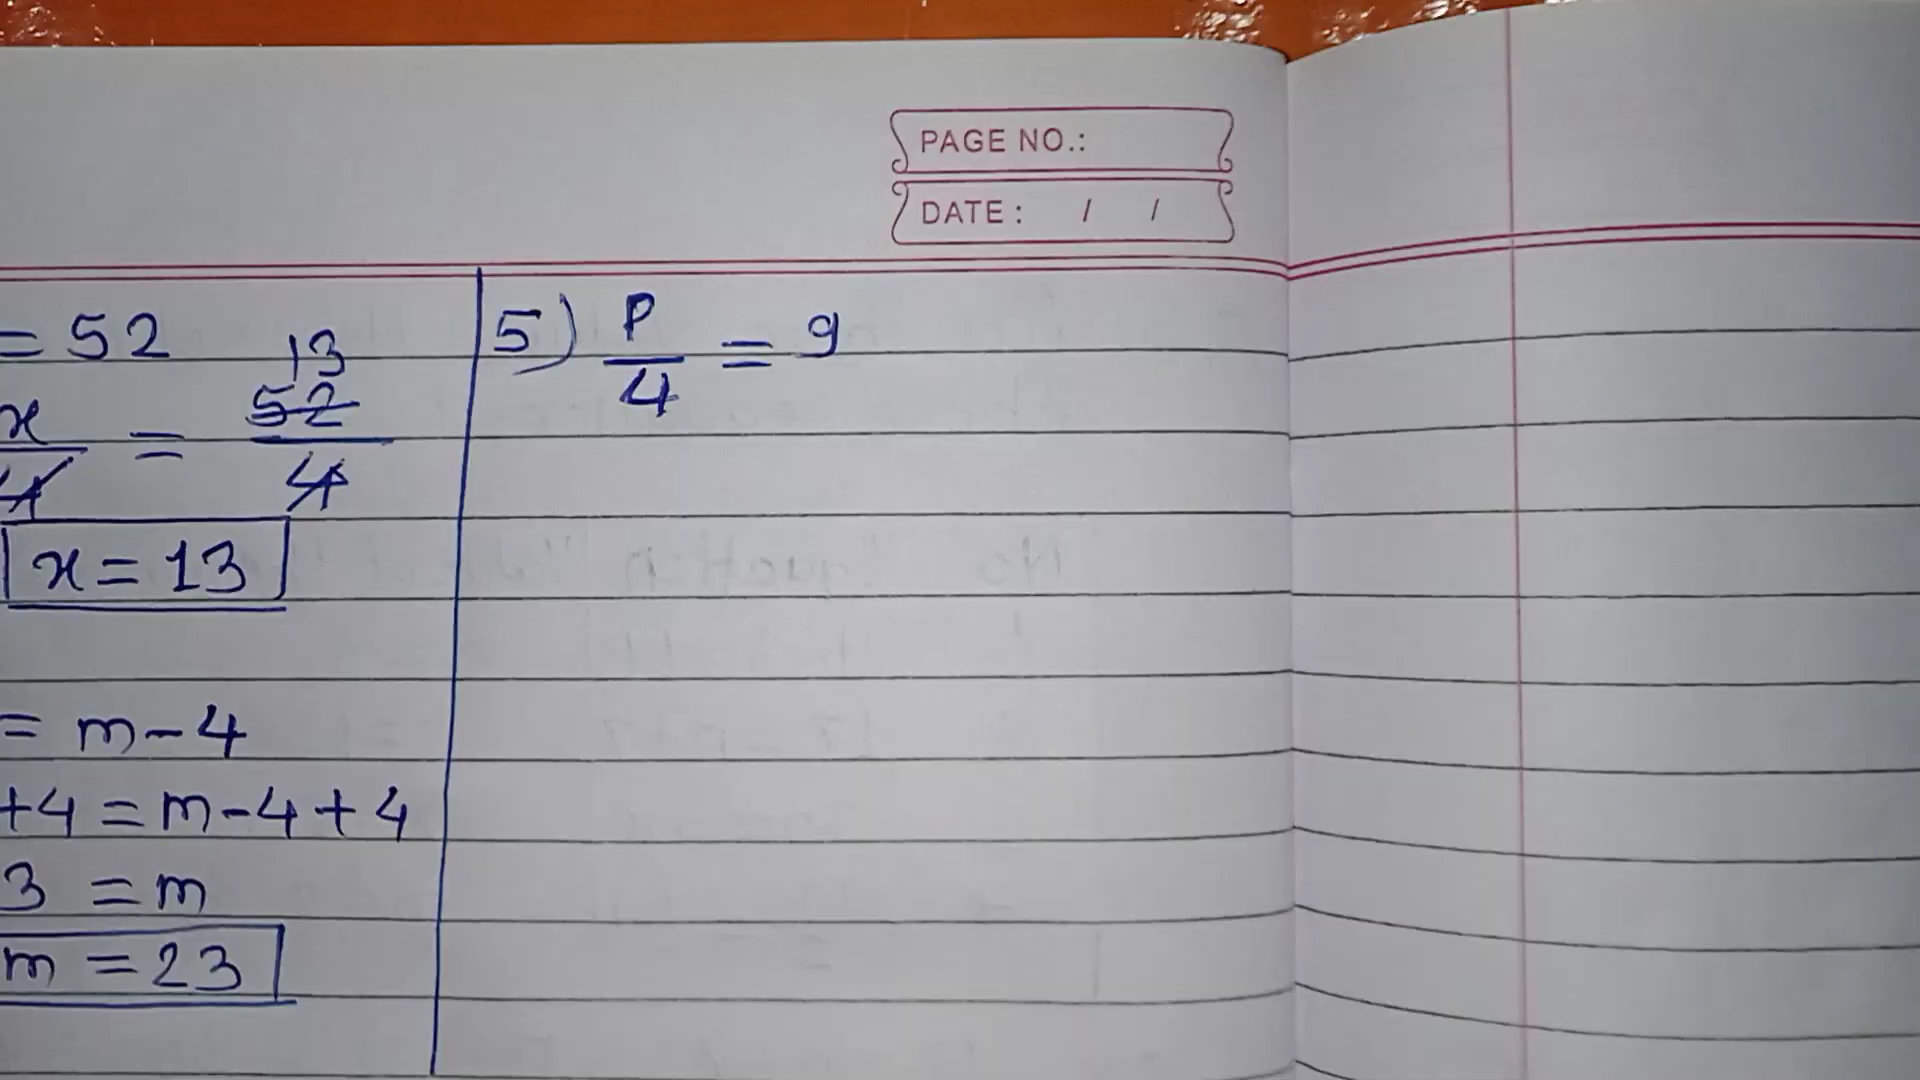 PAGE NO.:
DATE : / /
= 52
13
x = 52
4 4
x = 13
= m - 4
+4 = m - 4 + 4
3 = m
m = 23
5) P = 9
4